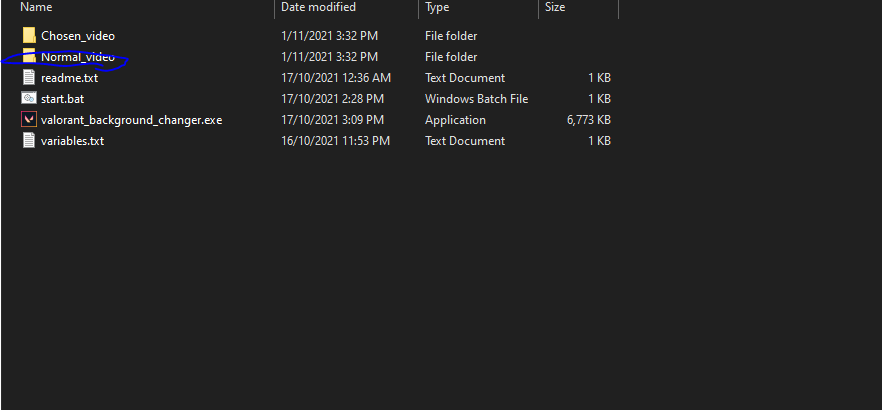 Name Date modified Type Size
Chosen_video 1/11/2021 3:32 PM File folder
Normal_video 1/11/2021 3:32 PM File folder
readme.txt 17/10/2021 12:36 AM Text Document 1 KB
start.bat 17/10/2021 2:28 PM Windows Batch File 1 KB
valorant_background_changer.exe 17/10/2021 3:09 PM Application 6,773 KB
variables.txt 16/10/2021 11:53 PM Text Document 1 KB